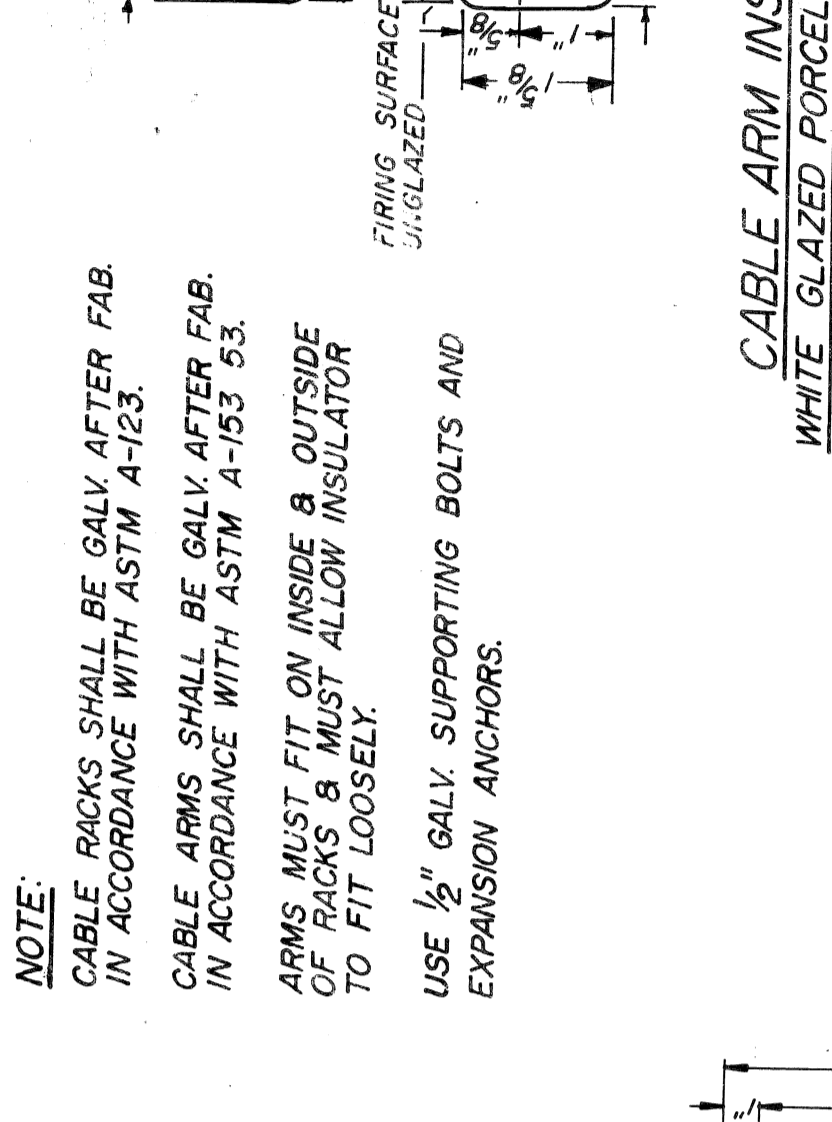 NOTE:
CABLE RACKS SHALL BE GALV. AFTER FAB.
IN ACCORDANCE WITH ASTM A-123.
CABLE ARMS SHALL BE GALV. AFTER FAB.
IN ACCORDANCE WITH ASTM A-153 53.
ARMS MUST FIT ON INSIDE & OUTSIDE
OF RACKS & MUST ALLOW INSULATOR
TO FIT LOOSELY.
USE 1/2" GALV. SUPPORTING BOLTS AND
EXPANSION ANCHORS.
FIRING SURFACE
UNGLAZED
5/8"
1"
1 5/8"
CABLE ARM INS
WHITE GLAZED PORCEL
1"